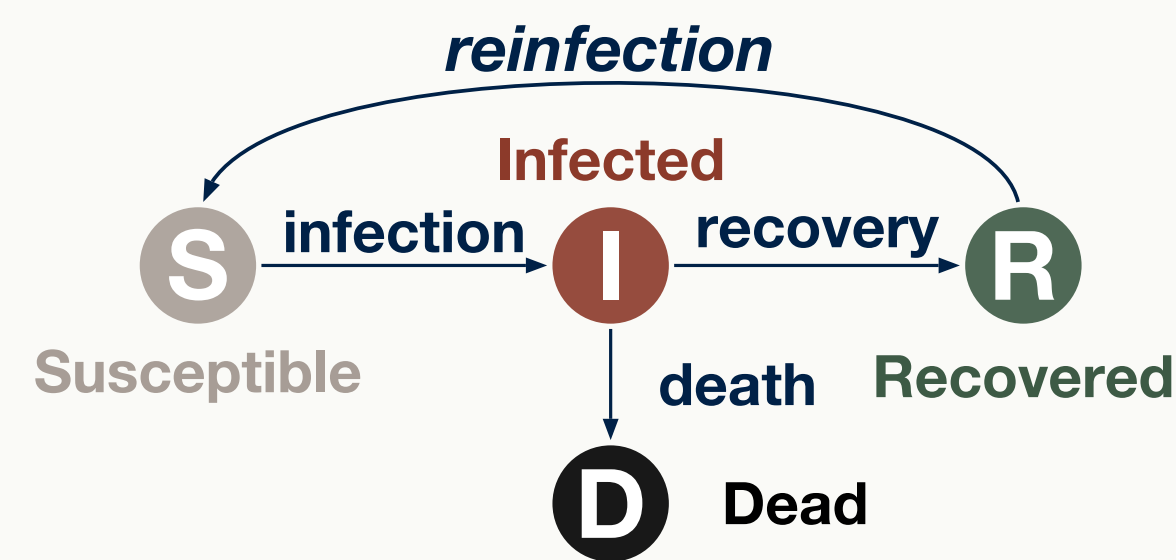 reinfection
Infected
infection
recovery
S
I
R
Susceptible
death
Recovered
D
Dead